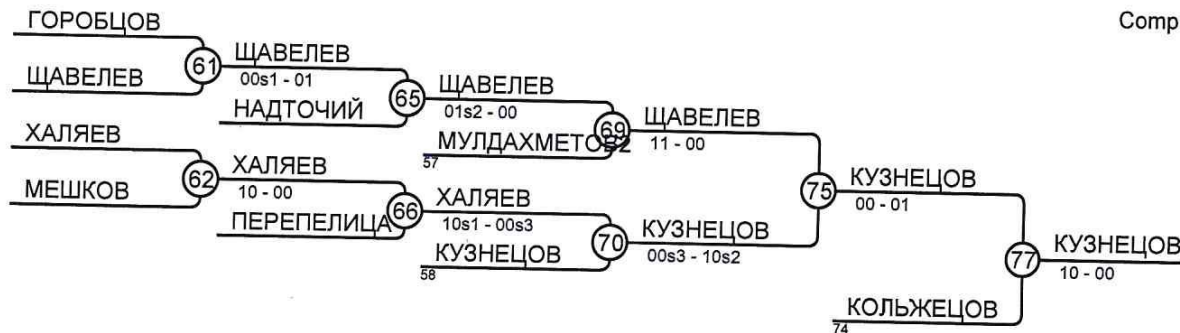 ГОРОБЦОВ
Comp
61
ЩАВЕЛЕВ
00s1 - 01
ЩАВЕЛЕВ
65
ЩАВЕЛЕВ
01s2 - 00
НАДТОЧИЙ
69
ЩАВЕЛЕВ
11 - 00
ХАЛЯЕВ
МУЛДАХМЕТОВ2
57
62
ХАЛЯЕВ
10 - 00
75
КУЗНЕЦОВ
00 - 01
МЕШКОВ
66
ХАЛЯЕВ
10s1 - 00s3
ПЕРЕПЕЛИЦА
70
КУЗНЕЦОВ
00s3 - 10s2
КУЗНЕЦОВ
58
77
КУЗНЕЦОВ
10 - 00
КОЛЬЖЕЦОВ
74